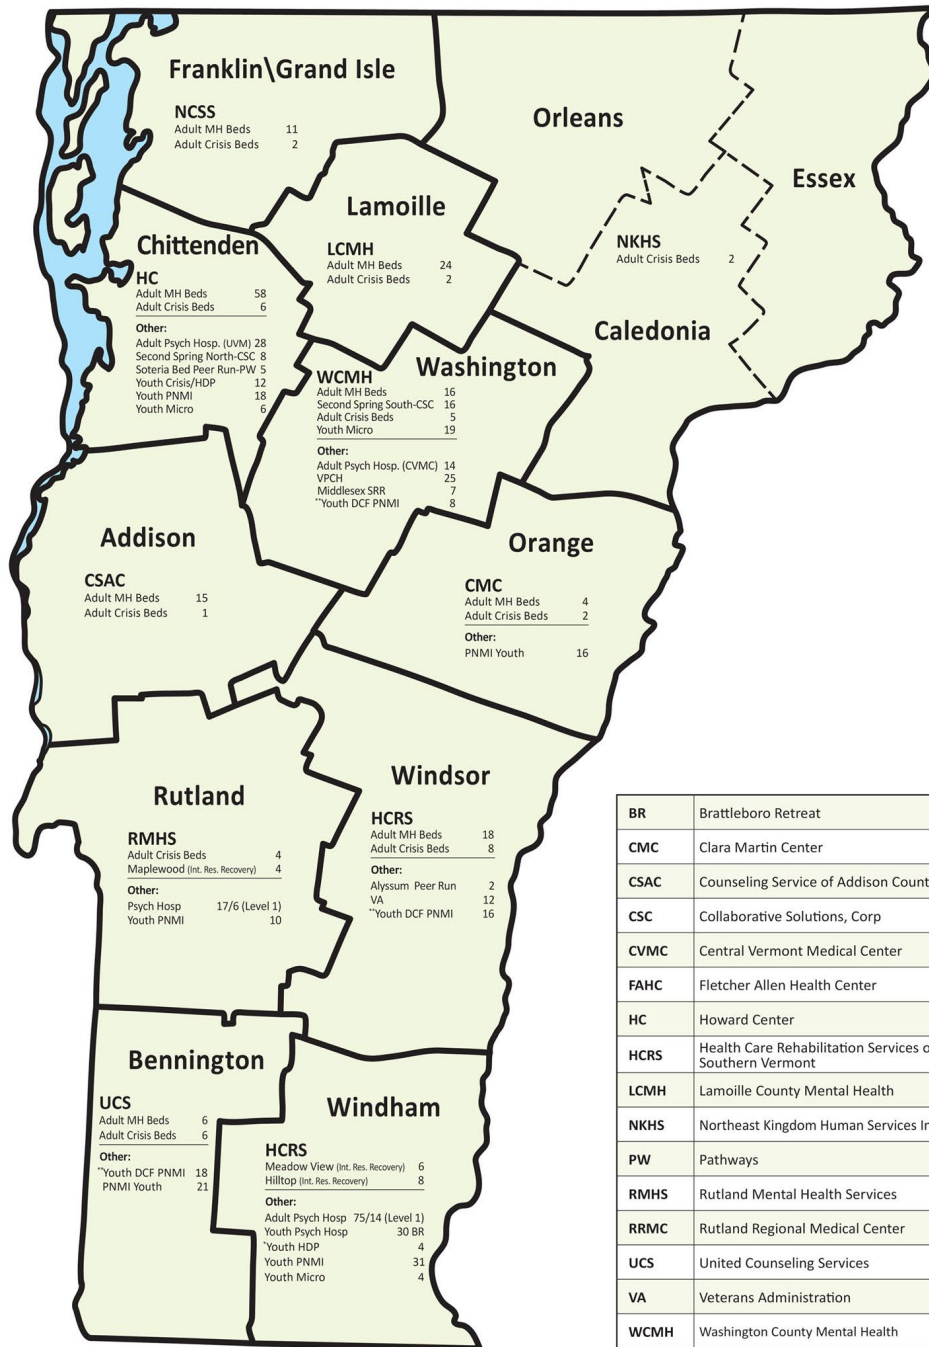 Franklin\Grand Isle
NCSS
Adult MH Beds 11
Adult Crisis Beds 2
Orleans
Essex
Lamoille
LCMH
Adult MH Beds 24
Adult Crisis Beds 2
NKHS
Adult Crisis Beds 2
Caledonia
Chittenden
HC
Adult MH Beds 58
Adult Crisis Beds 6
Other:
Adult Psych Hosp. (UVM) 28
Second Spring North-CSC 8
Soteria Bed Peer Run-PW 5
Youth Crisis/HDP 12
Youth PNMI 18
Youth Micro 6
Washington
WCMH
Adult MH Beds 16
Second Spring South-CSC 16
Adult Crisis Beds 5
Youth Micro 19
Other:
Adult Psych Hosp. (CVMC) 14
VPCH 25
Middlesex SRR 7
**Youth DCF PNMI 8
Addison
CSAC
Adult MH Beds 15
Adult Crisis Beds 1
Orange
CMC
Adult MH Beds 4
Adult Crisis Beds 2
Other:
PNMI Youth 16
Rutland
RMHS
Adult Crisis Beds 4
Maplewood (Int. Res. Recovery) 4
Other:
Psych Hosp 17/6 (Level 1)
Youth PNMI 10
Windsor
HCRS
Adult MH Beds 18
Adult Crisis Beds 8
Other:
Alyssum Peer Run 2
VA 12
**Youth DCF PNMI 16
Bennington
UCS
Adult MH Beds 6
Adult Crisis Beds 6
Other:
**Youth DCF PNMI 18
PNMI Youth 21
Windham
HCRS
Meadow View (Int. Res. Recovery) 6
Hilltop (Int. Res. Recovery) 8
Other:
Adult Psych Hosp 75/14 (Level 1)
Youth Psych Hosp 30 BR
*Youth HDP 4
Youth PNMI 31
Youth Micro 4
BR Brattleboro Retreat
CMC Clara Martin Center
CSAC Counseling Service of Addison Count
CSC Collaborative Solutions, Corp
CVMC Central Vermont Medical Center
FAHC Fletcher Allen Health Center
HC Howard Center
HCRS Health Care Rehabilitation Services o
Southern Vermont
LCMH Lamoille County Mental Health
NKHS Northeast Kingdom Human Services In
PW Pathways
RMHS Rutland Mental Health Services
RRMC Rutland Regional Medical Center
UCS United Counseling Services
VA Veterans Administration
WCMH Washington County Mental Health